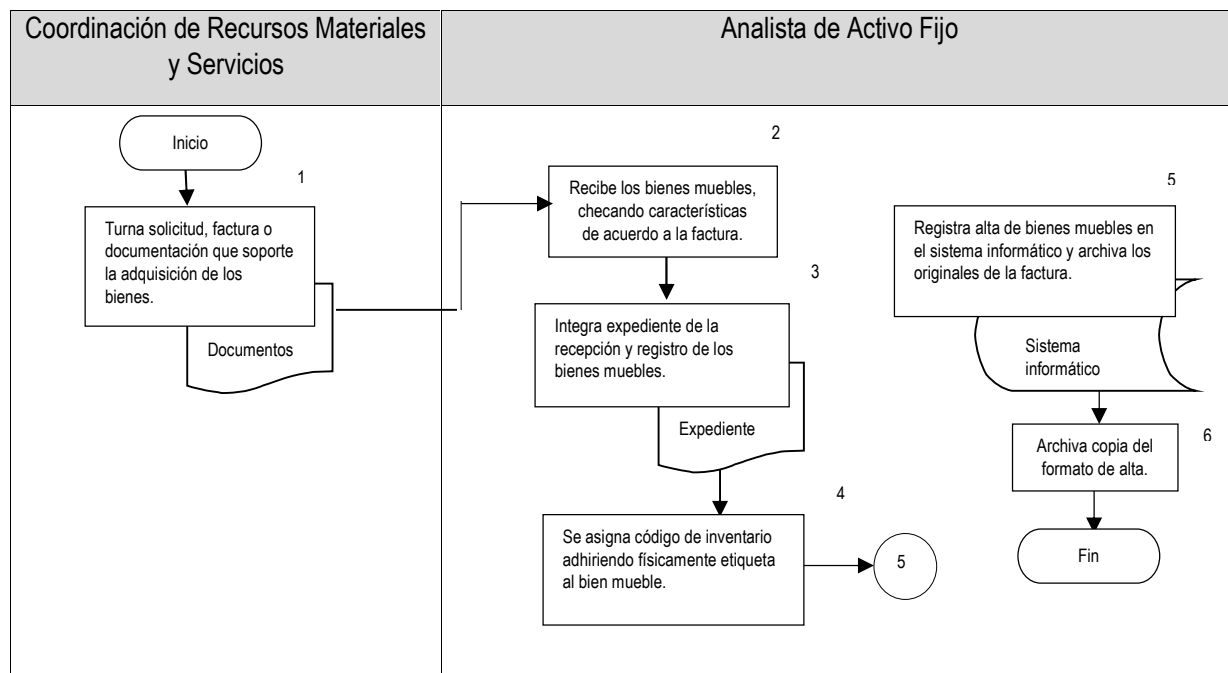 Coordinación de Recursos Materiales
y Servicios
Analista de Activo Fijo
Inicio
1
Turna solicitud, factura o
documentación que soporte
la adquisición de los
bienes.
Documentos
2
Recibe los bienes muebles,
checando características
de acuerdo a la factura.
3
Integra expediente de la
recepción y registro de los
bienes muebles.
Expediente
4
Se asigna código de inventario
adhiriendo físicamente etiqueta
al bien mueble.
5
5
Registra alta de bienes muebles en
el sistema informático y archiva los
originales de la factura.
Sistema
informático
6
Archiva copia del
formato de alta.
Fin